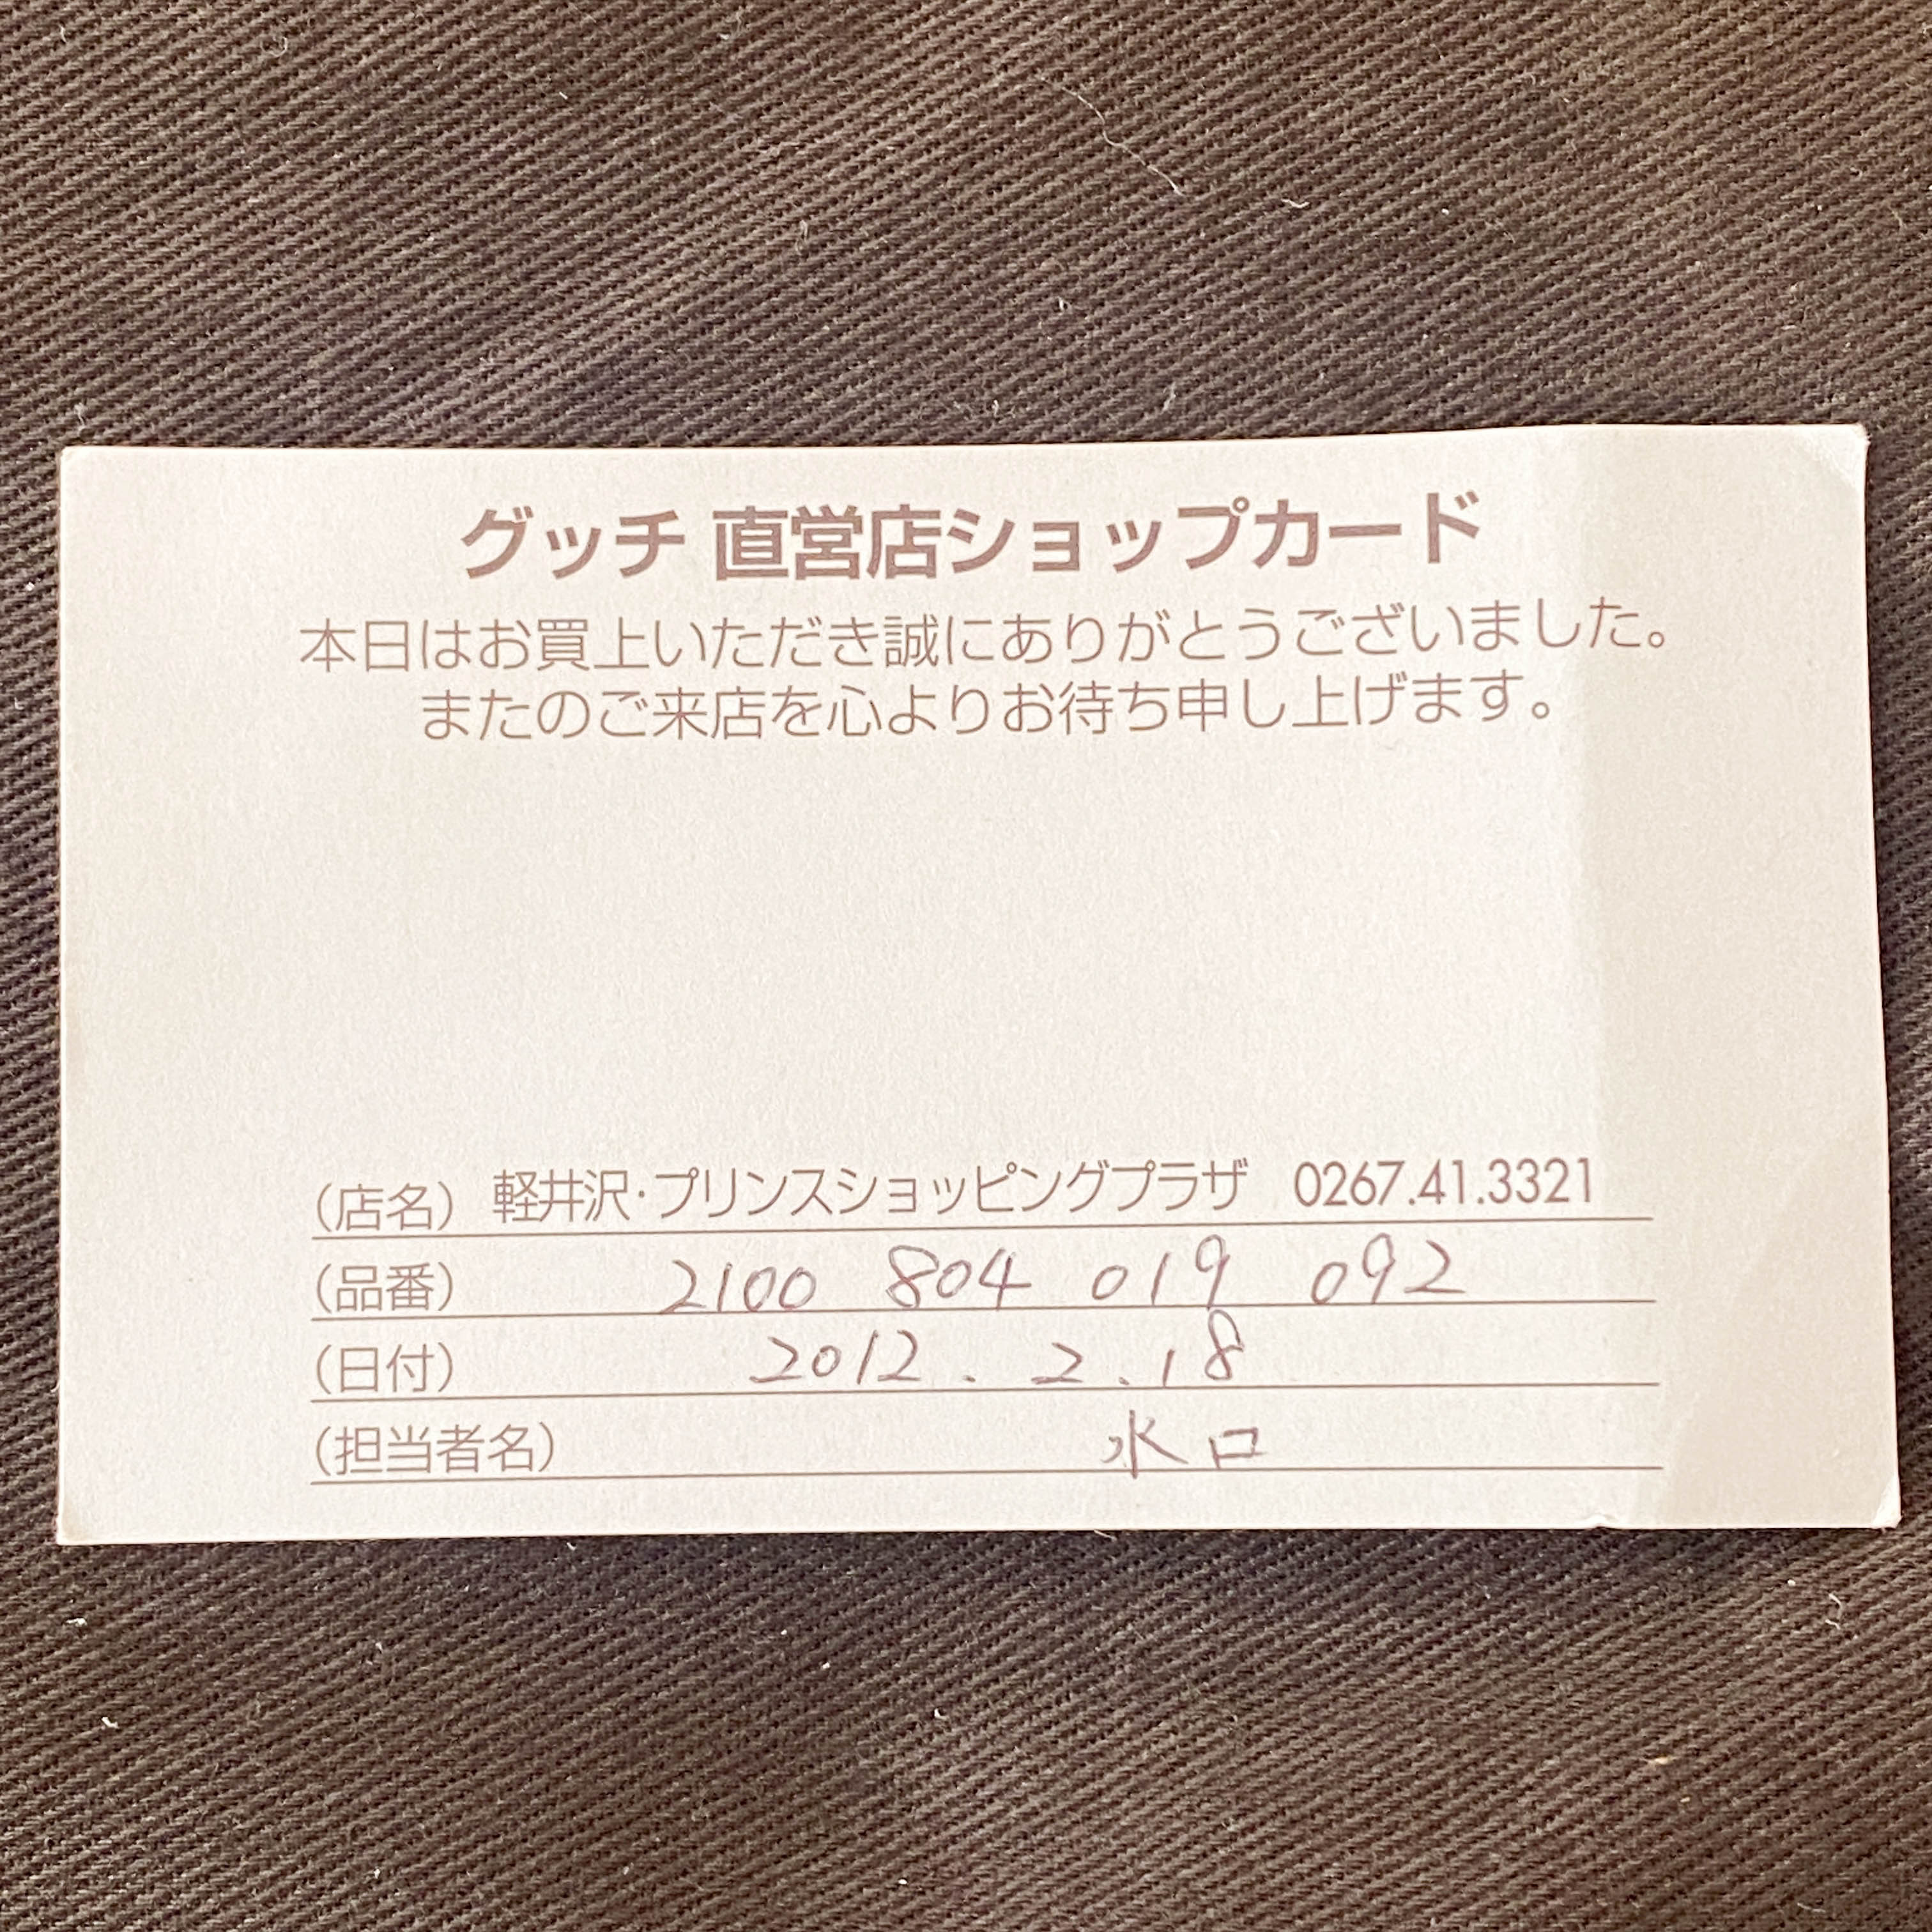 グッチ 直営店ショップカード
本日はお買上いただき誠にありがとうございました。
またのご来店を心よりお待ち申し上げます。
(店名) 軽井沢・プリンスショッピングプラザ 0267.41.3321
(品番) 2100 804 019 092
(日付) 2012.2.18
(担当者名) 水口